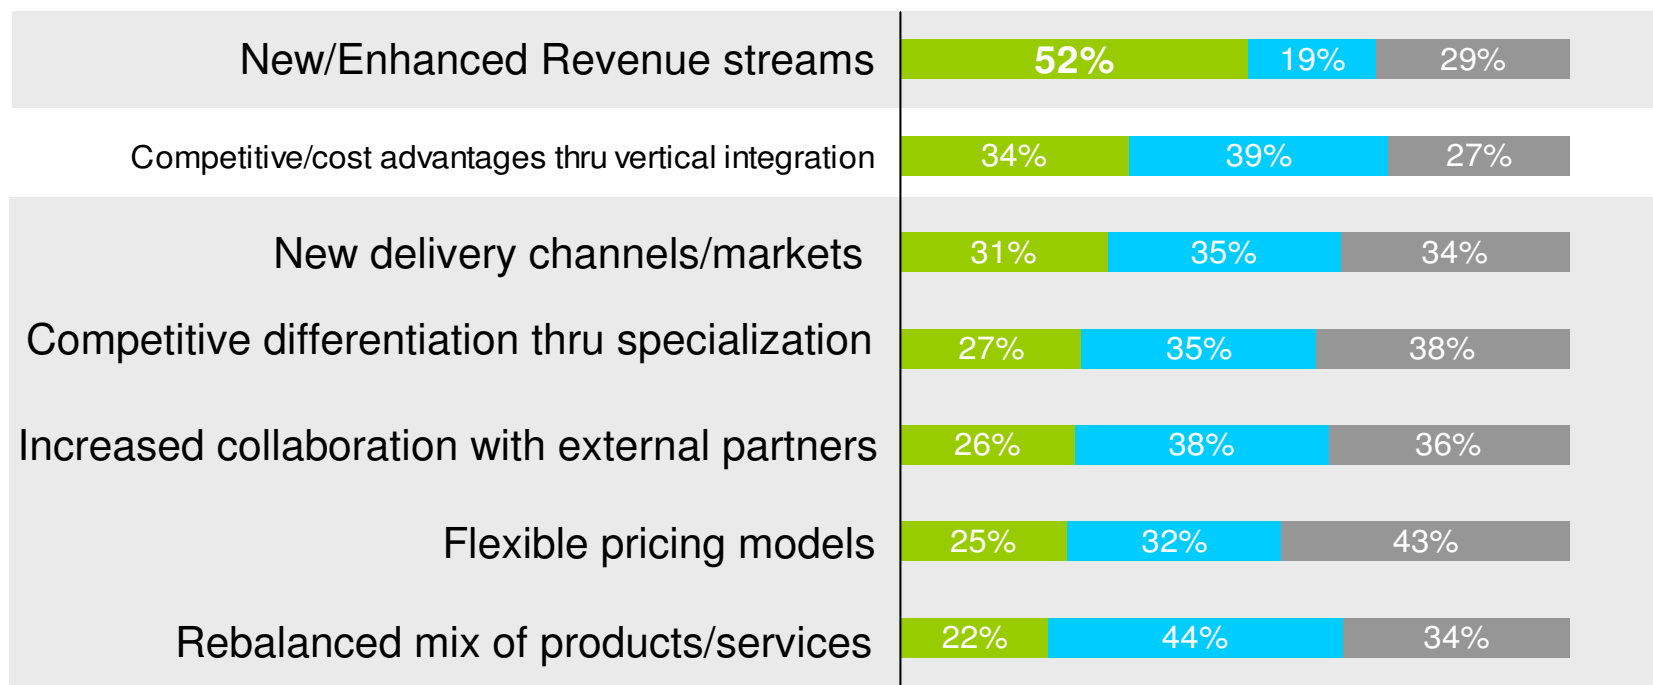 New/Enhanced Revenue streams 52% 19% 29%
Competitive/cost advantages thru vertical integration 34% 39% 27%
New delivery channels/markets 31% 35% 34%
Competitive differentiation thru specialization 27% 35% 38%
Increased collaboration with external partners 26% 38% 36%
Flexible pricing models 25% 32% 43%
Rebalanced mix of products/services 22% 44% 34%